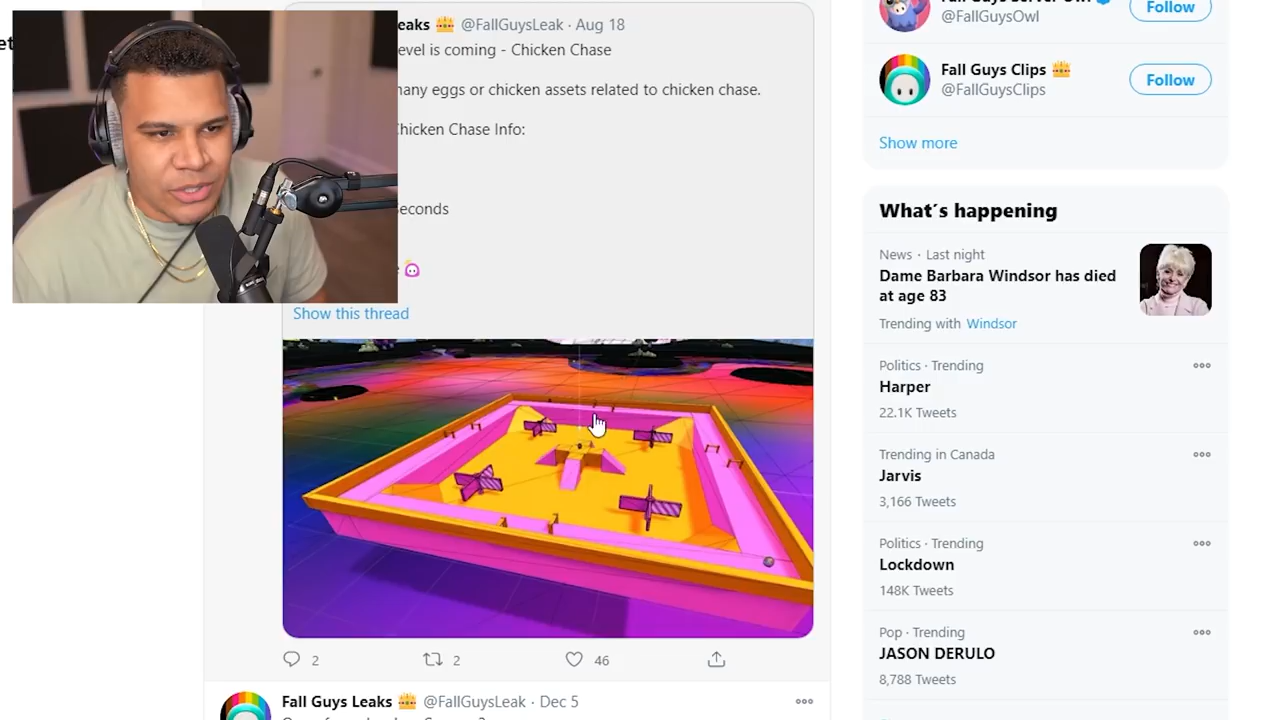 eaks 👑 @FallGuysLeak · Aug 18
evel is coming - Chicken Chase
many eggs or chicken assets related to chicken chase.
Chicken Chase Info:
Seconds
Show this thread
2 2 46
Fall Guys Leaks 👑 @FallGuysLeak · Dec 5
@FallGuysOwl
Follow
Fall Guys Clips 👑
@FallGuysClips
Follow
Show more
What's happening
News · Last night
Dame Barbara Windsor has died
at age 83
Trending with Windsor
Politics · Trending
Harper
22.1K Tweets
Trending in Canada
Jarvis
3,166 Tweets
Politics · Trending
Lockdown
148K Tweets
Pop · Trending
JASON DERULO
8,788 Tweets